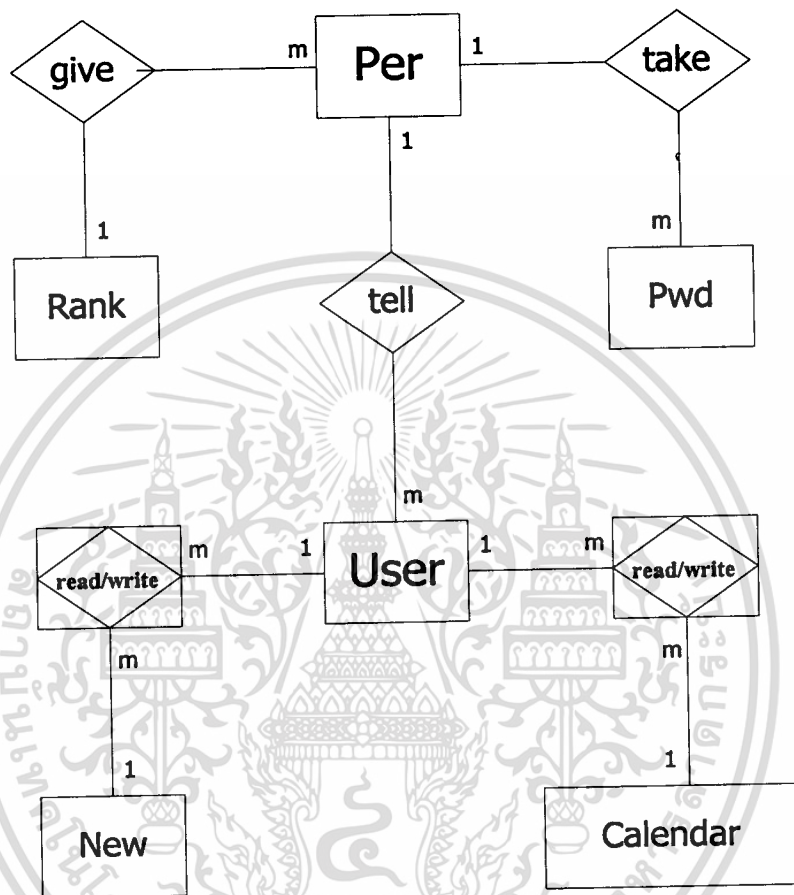 give
m
Per
1
take
1
1
m
Rank
tell
Pwd
m
m
1
User
1
m
read/write
read/write
m
m
1
1
New
Calendar